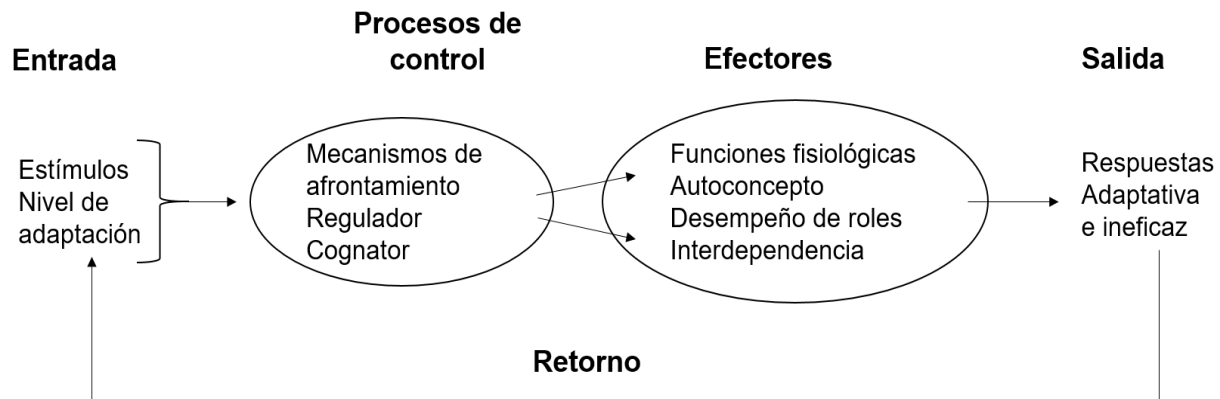 Entrada
Procesos de
control
Efectores
Salida
Estímulos
Nivel de
adaptación
Mecanismos de
afrontamiento
Regulador
Cognator
Funciones fisiológicas
Autoconcepto
Desempeño de roles
Interdependencia
Respuestas
Adaptativa
e ineficaz
Retorno